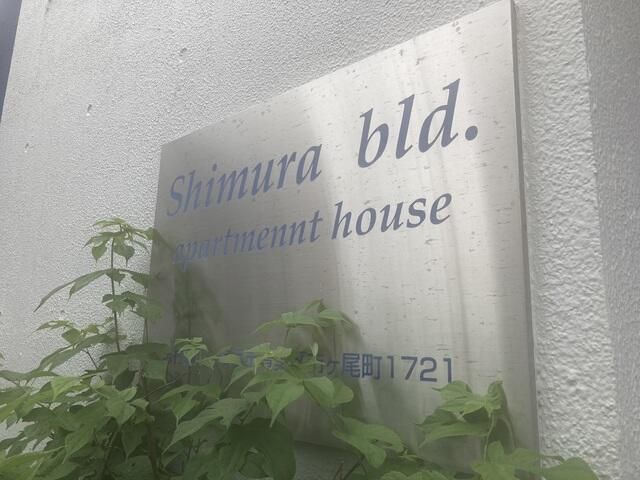 Shimura bld.
apartmennt house
ヶ尾町1721